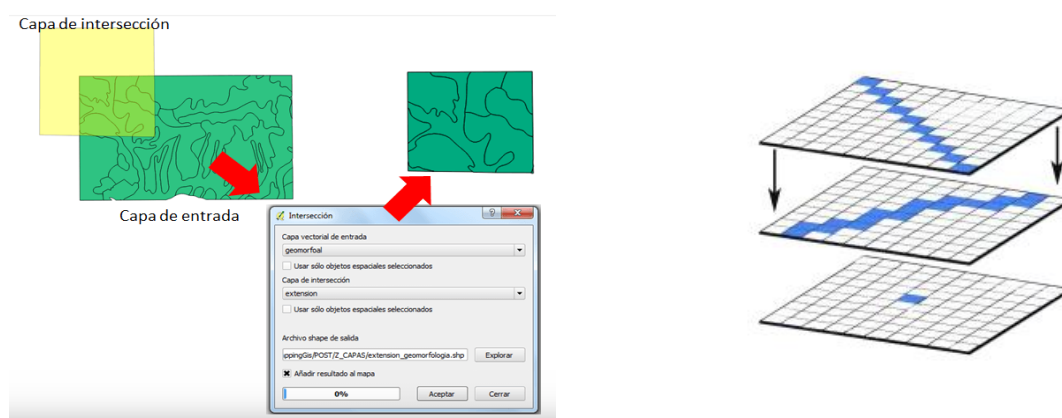 Capa de intersección
Capa de entrada
Intersección
Capa vectorial de entrada
geomorfoal
Usar sólo objetos espaciales seleccionados
Capa de intersección
extension
Usar sólo objetos espaciales seleccionados
Archivo shape de salida
ppingGis/POST/Z_CAPAS/extension_geomorfologia.shp Explorar
Añadir resultado al mapa
0% Aceptar Cerrar